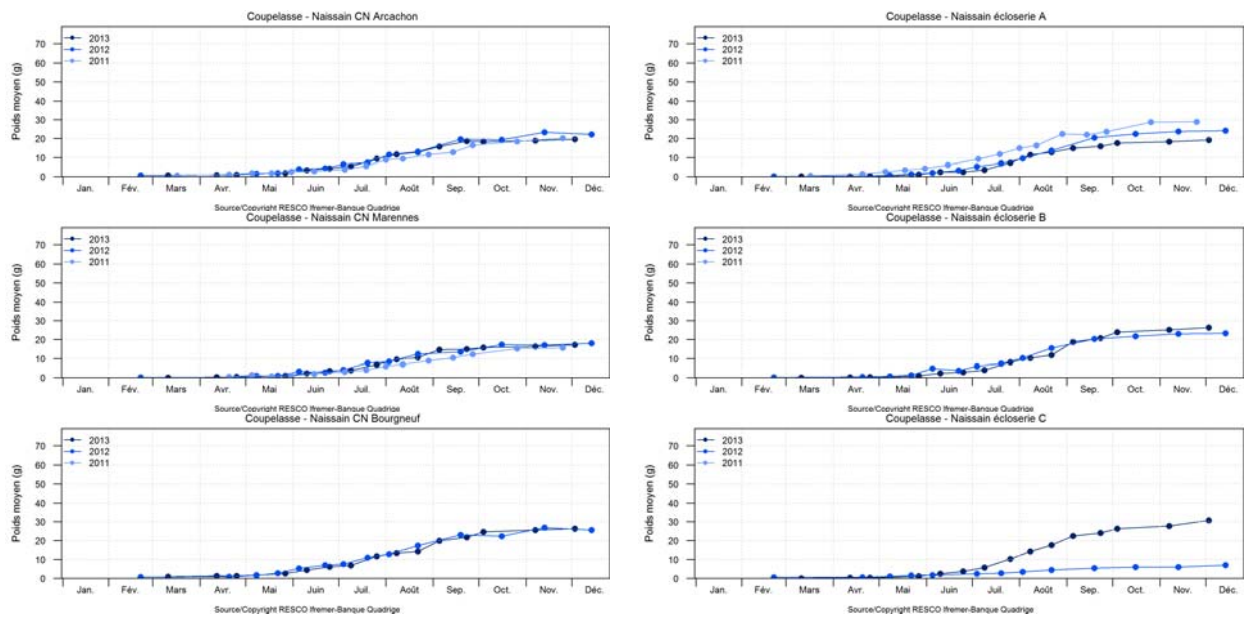 Coupelasse - Naissain CN Arcachon
Poids moyen (g)
70
60
50
40
30
20
10
0
2013
2012
2011
Jan. Fév. Mars Avr. Mai Juin Juil. Août Sep. Oct. Nov. Déc.
Source/Copyright RESCO Ifremer-Banque Quadrige
Coupelasse - Naissain écloserie A
Poids moyen (g)
70
60
50
40
30
20
10
0
2013
2012
2011
Jan. Fév. Mars Avr. Mai Juin Juil. Août Sep. Oct. Nov. Déc.
Source/Copyright RESCO Ifremer-Banque Quadrige
Coupelasse - Naissain CN Marennes
Poids moyen (g)
70
60
50
40
30
20
10
0
2013
2012
2011
Jan. Fév. Mars Avr. Mai Juin Juil. Août Sep. Oct. Nov. Déc.
Source/Copyright RESCO Ifremer-Banque Quadrige
Coupelasse - Naissain écloserie B
Poids moyen (g)
70
60
50
40
30
20
10
0
2013
2012
2011
Jan. Fév. Mars Avr. Mai Juin Juil. Août Sep. Oct. Nov. Déc.
Source/Copyright RESCO Ifremer-Banque Quadrige
Coupelasse - Naissain CN Bourgneuf
Poids moyen (g)
70
60
50
40
30
20
10
0
2013
2012
2011
Jan. Fév. Mars Avr. Mai Juin Juil. Août Sep. Oct. Nov. Déc.
Source/Copyright RESCO Ifremer-Banque Quadrige
Coupelasse - Naissain écloserie C
Poids moyen (g)
70
60
50
40
30
20
10
0
2013
2012
2011
Jan. Fév. Mars Avr. Mai Juin Juil. Août Sep. Oct. Nov. Déc.
Source/Copyright RESCO Ifremer-Banque Quadrige